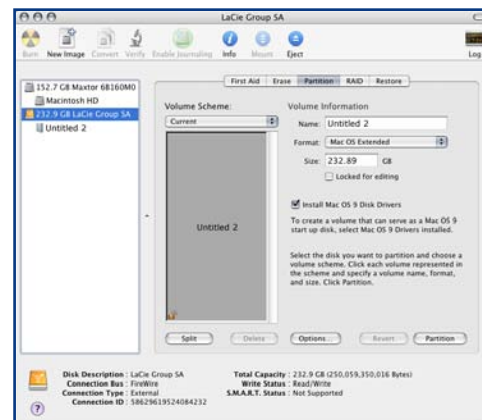 LaCie Group SA
Burn New Image Convert Verify Enable Journaling Info Mount Eject Log
152.7 GB Maxtor 6B160M0
Macintosh HD
232.9 GB LaCie Group SA
Untitled 2
First Aid Erase Partition RAID Restore
Volume Scheme:
Current
Untitled 2
Volume Information
Name: Untitled 2
Format: Mac OS Extended
Size: 232.89 GB
Locked for editing
Install Mac OS 9 Disk Drivers
To create a volume that can serve as a Mac OS 9
start up disk, select Mac OS 9 Drivers installed.
Select the disk you want to partition and choose a
volume scheme. Click each volume represented in
the scheme and specify a volume name, format,
and size. Click Partition.
Split Delete Options... Revert Partition
Disk Description : LaCie Group SA
Connection Bus : FireWire
Connection Type : External
Connection ID : 58629619524084232
Total Capacity : 232.9 GB (250,059,350,016 Bytes)
Write Status : Read/Write
S.M.A.R.T. Status : Not Supported
?